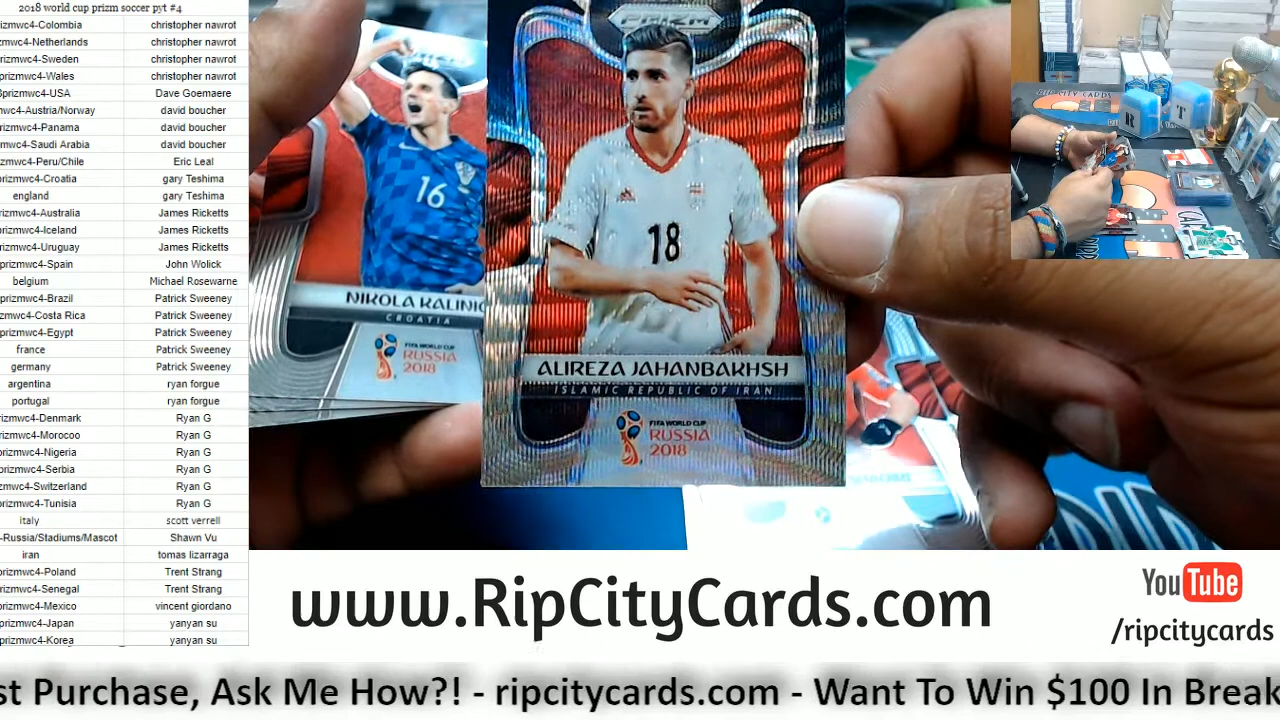 2018 world cup prizm soccer pyt #4
izmwc4-Colombia christopher nawrot
zmwc4-Netherlands christopher nawrot
rizmwc4-Sweden christopher nawrot
prizmwc4-Wales christopher nawrot
prizmwc4-USA Dave Goemaere
mwc4-Austria/Norway david boucher
rizmwc4-Panama david boucher
mwc4-Saudi Arabia david boucher
izmwc4-Peru/Chile Eric Leal
rizmwc4-Croatia gary Teshima
england gary Teshima
izmwc4-Australia James Ricketts
rizmwc4-Iceland James Ricketts
rizmwc4-Uruguay James Ricketts
prizmwc4-Spain John Wolick
belgium Michael Rosewarne
prizmwc4-Brazil Patrick Sweeney
zmwc4-Costa Rica Patrick Sweeney
prizmwc4-Egypt Patrick Sweeney
france Patrick Sweeney
germany Patrick Sweeney
argentina ryan forgue
portugal ryan forgue
rizmwc4-Denmark Ryan G
rizmwc4-Morocoo Ryan G
rizmwc4-Nigeria Ryan G
rizmwc4-Serbia Ryan G
zmwc4-Switzerland Ryan G
rizmwc4-Tunisia Ryan G
italy scott verrell
-Russia/Stadiums/Mascot Shawn Vu
iran tomas lizarraga
prizmwc4-Poland Trent Strang
rizmwc4-Senegal Trent Strang
prizmwc4-Mexico vincent giordano
prizmwc4-Japan yanyan su
prizmwc4-Korea yanyan su
PRIZM
16
NIKOLA KALINIC
CROATIA
FIFA WORLD CUP
RUSSIA
2018
18
ALIREZA JAHANBAKHSH
ISLAMIC REPUBLIC OF IRAN
FIFA WORLD CUP
RUSSIA
2018
RIP CITY CARDS
R
T
www.RipCityCards.com
YouTube
/ripcitycards
st Purchase, Ask Me How?! - ripcitycards.com - Want To Win $100 In Break